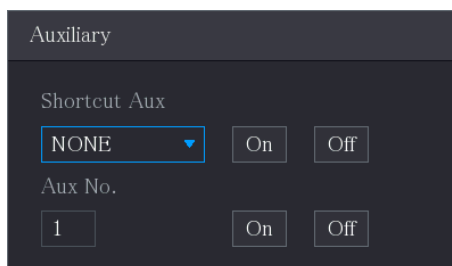 Auxiliary
Shortcut Aux
NONE On Off
Aux No.
1 On Off